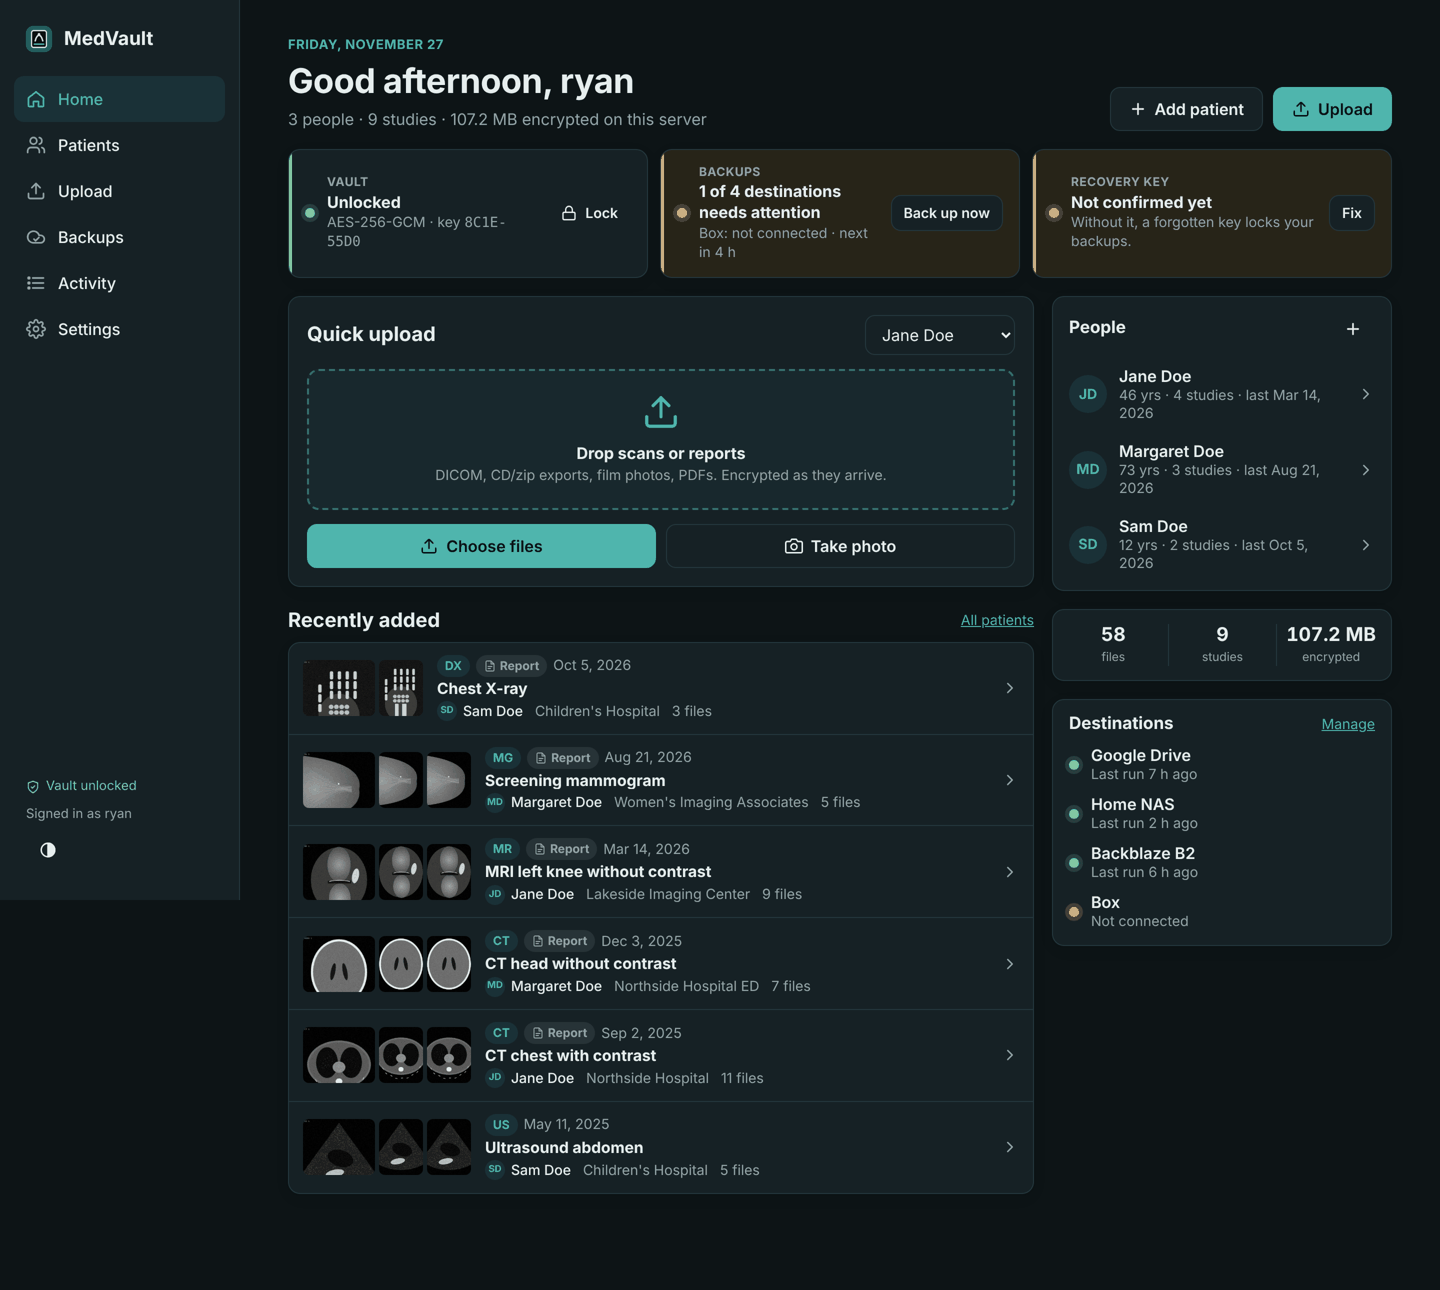 MedVault
Home
Patients
Upload
Backups
Activity
Settings
Vault unlocked
Signed in as ryan
FRIDAY, NOVEMBER 27
Good afternoon, ryan
3 people · 9 studies · 107.2 MB encrypted on this server
Add patient
Upload
VAULT
Unlocked
AES-256-GCM · key 8C1E-
55D0
Lock
BACKUPS
1 of 4 destinations
needs attention
Box: not connected · next
in 4 h
Back up now
RECOVERY KEY
Not confirmed yet
Without it, a forgotten key locks your
backups.
Fix
Quick upload
Jane Doe
Drop scans or reports
DICOM, CD/zip exports, film photos, PDFs. Encrypted as they arrive.
Choose files
Take photo
Recently added
All patients
DX Report Oct 5, 2026
Chest X-ray
SD Sam Doe Children's Hospital 3 files
MG Report Aug 21, 2026
Screening mammogram
MD Margaret Doe Women's Imaging Associates 5 files
MR Report Mar 14, 2026
MRI left knee without contrast
JD Jane Doe Lakeside Imaging Center 9 files
CT Report Dec 3, 2025
CT head without contrast
MD Margaret Doe Northside Hospital ED 7 files
CT Report Sep 2, 2025
CT chest with contrast
JD Jane Doe Northside Hospital 11 files
US May 11, 2025
Ultrasound abdomen
SD Sam Doe Children's Hospital 5 files
People
JD
Jane Doe
46 yrs · 4 studies · last Mar 14,
2026
MD
Margaret Doe
73 yrs · 3 studies · last Aug 21,
2026
SD
Sam Doe
12 yrs · 2 studies · last Oct 5,
2026
58
files
9
studies
107.2 MB
encrypted
Destinations
Manage
Google Drive
Last run 7 h ago
Home NAS
Last run 2 h ago
Backblaze B2
Last run 6 h ago
Box
Not connected